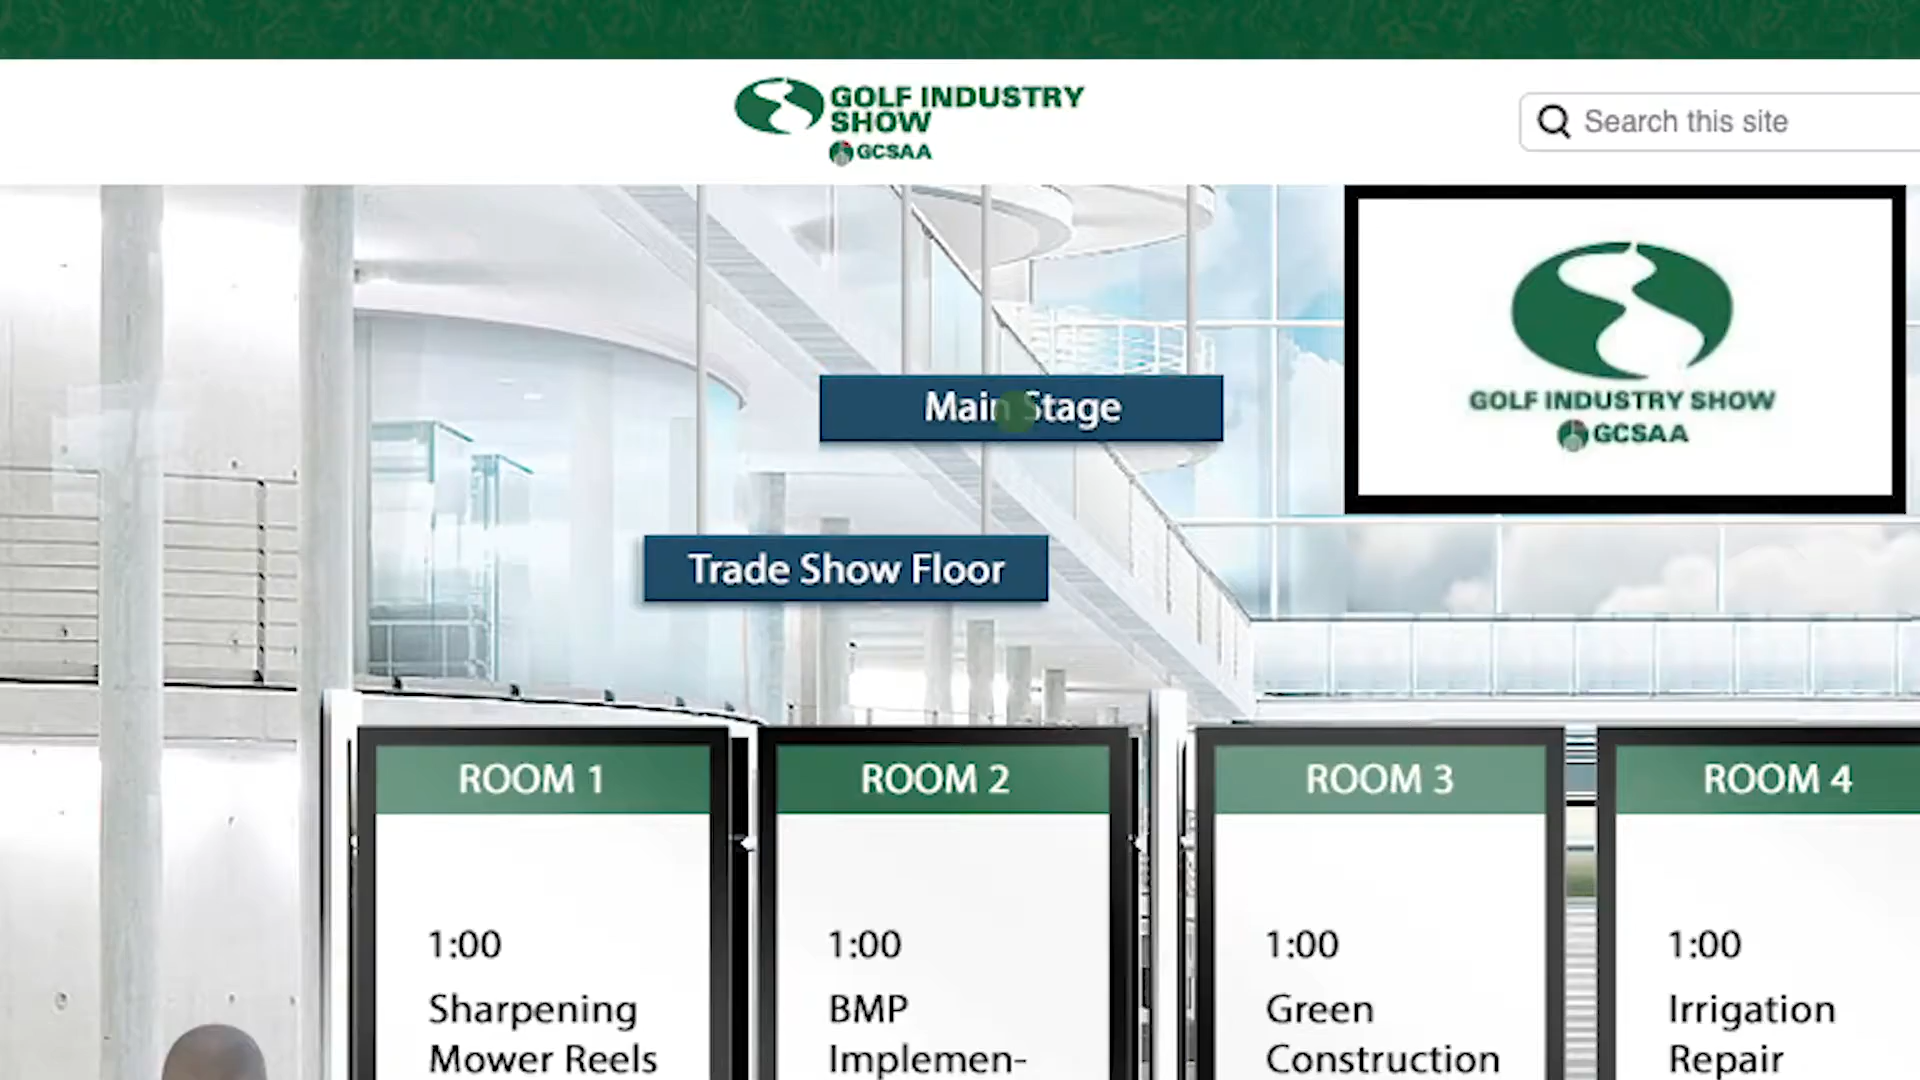 GOLF INDUSTRY
SHOW
GCSAA
Search this site
GOLF INDUSTRY SHOW
GCSAA
Main Stage
Trade Show Floor
ROOM 1
1:00
Sharpening
Mower Reels
ROOM 2
1:00
BMP
Implemen-
ROOM 3
1:00
Green
Construction
ROOM 4
1:00
Irrigation
Repair